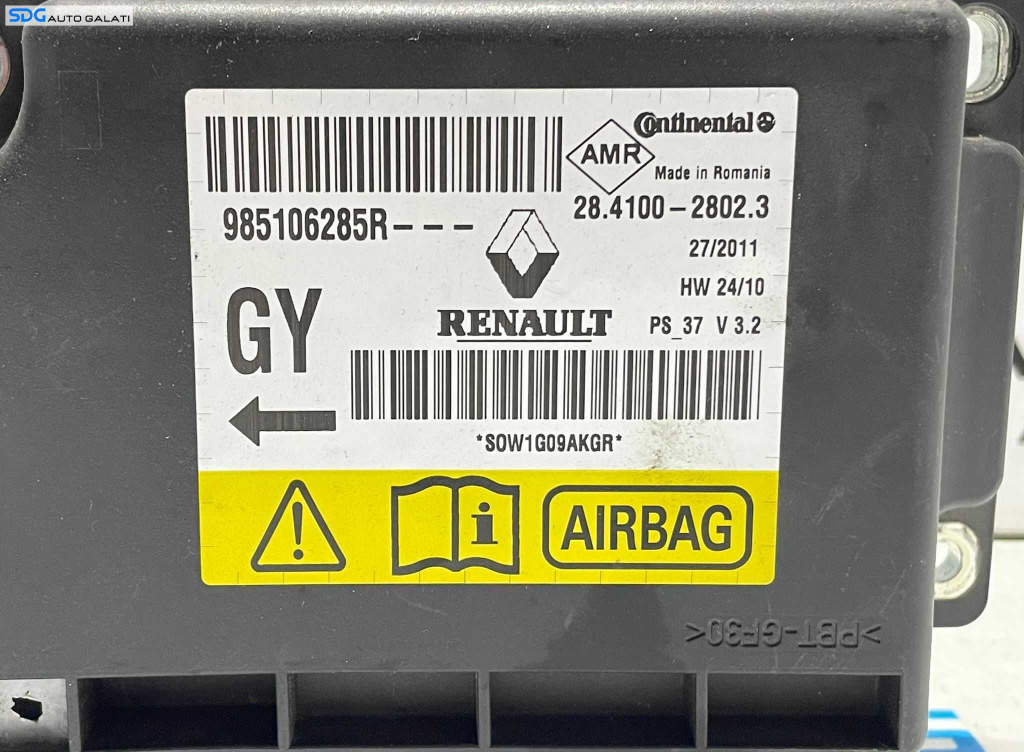 SDG AUTO GALATI
Continental
AMR
Made in Romania
985106285R---
28.4100-2802.3
27/2011
HW 24/10
GY
RENAULT
PS_37 V 3.2
*S0W1G09AKGR*
i
AIRBAG
>PBT-GF30<